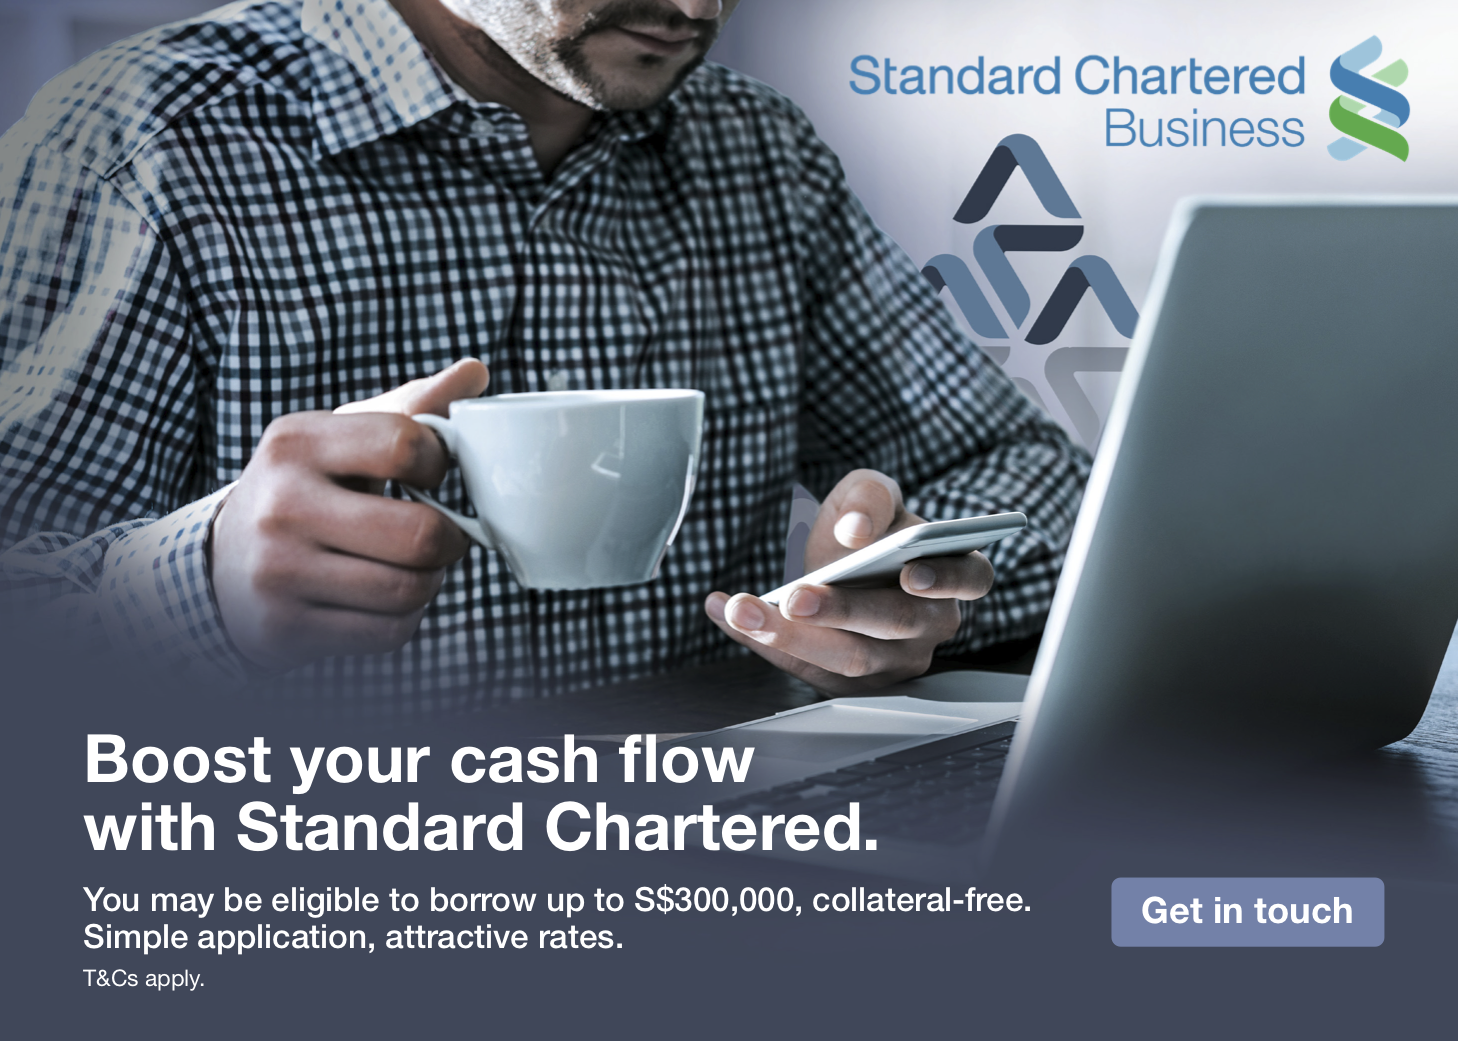 Standard Chartered
Business
Boost your cash flow
with Standard Chartered.
You may be eligible to borrow up to S$300,000, collateral-free.
Simple application, attractive rates.
T&Cs apply.
Get in touch